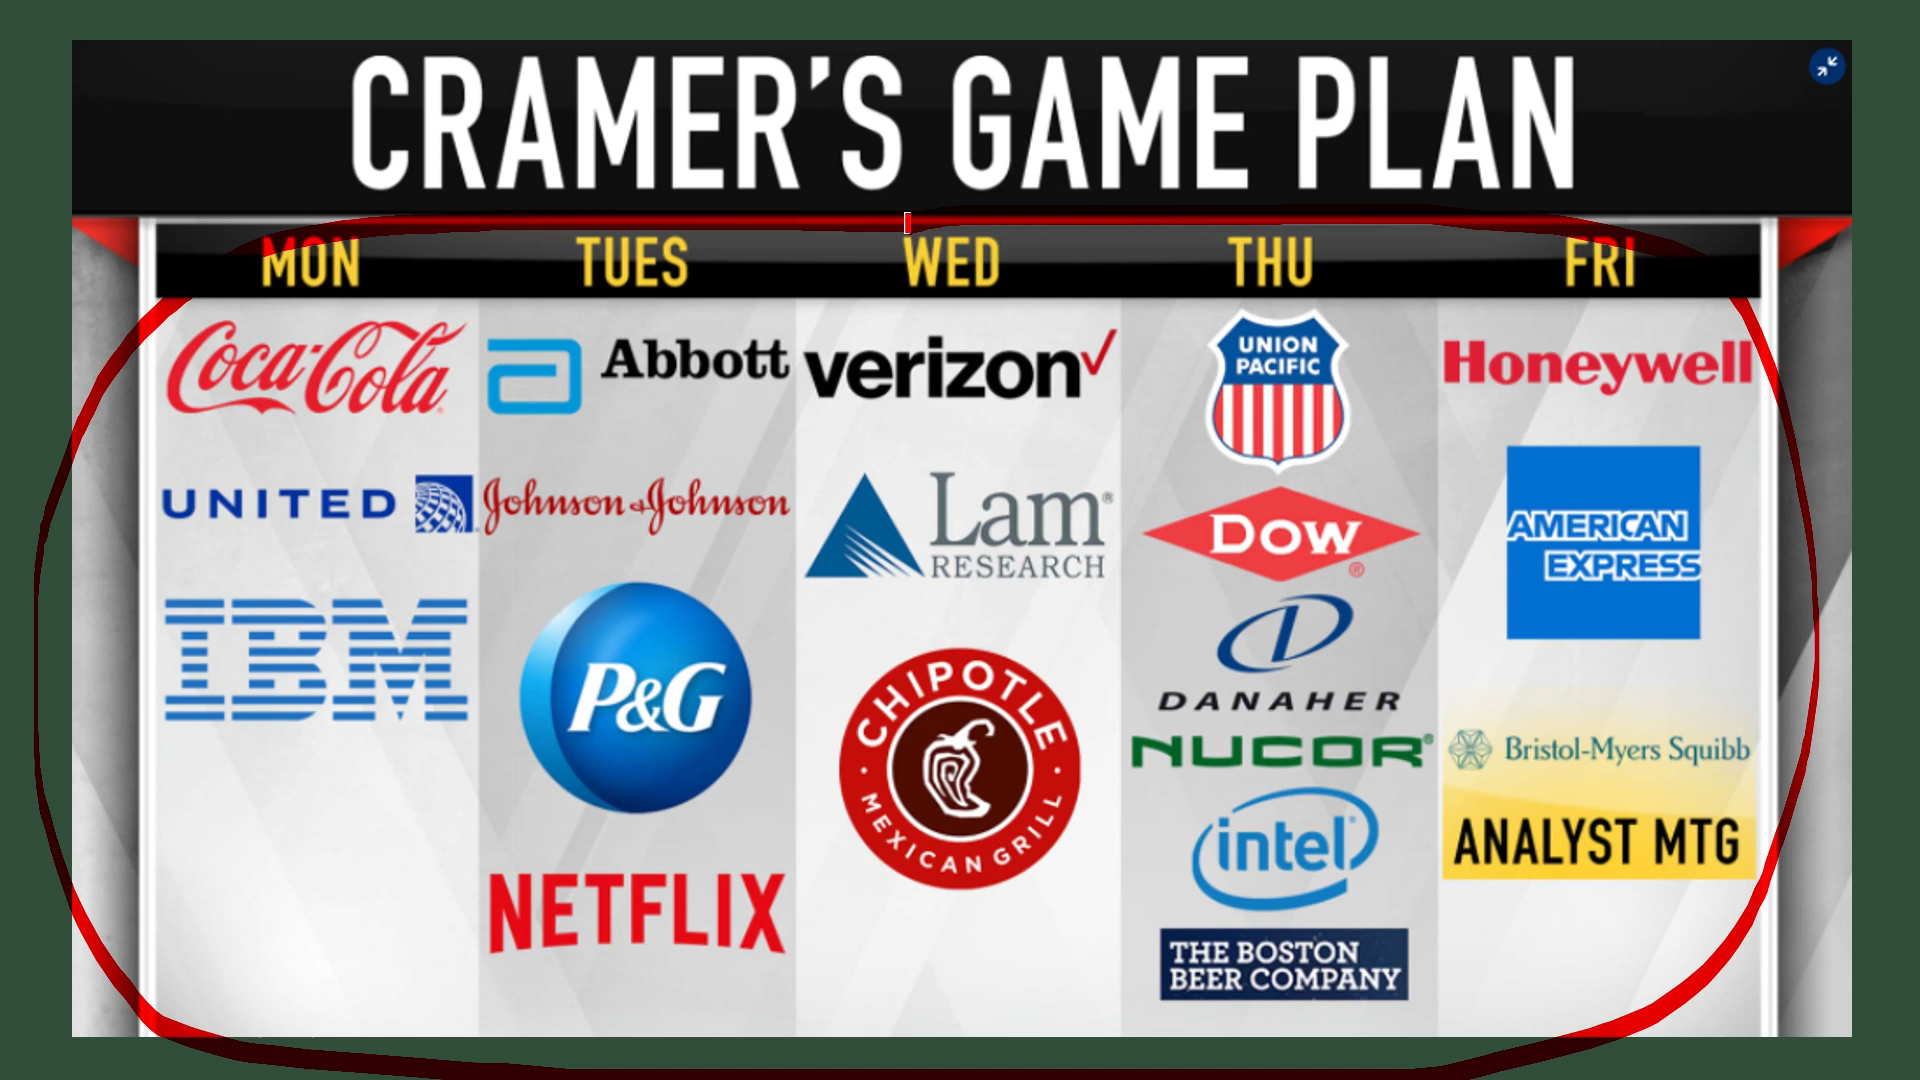 CRAMER'S GAME PLAN
MON TUES WED THU FRI
Coca-Cola
UNITED
IBM
Abbott
Johnson & Johnson
P&G
NETFLIX
verizon
Lam®
RESEARCH
CHIPOTLE
MEXICAN GRILL
UNION
PACIFIC
DOW®
DANAHER
NUCOR®
intel®
THE BOSTON
BEER COMPANY
Honeywell
AMERICAN
EXPRESS
Bristol-Myers Squibb
ANALYST MTG